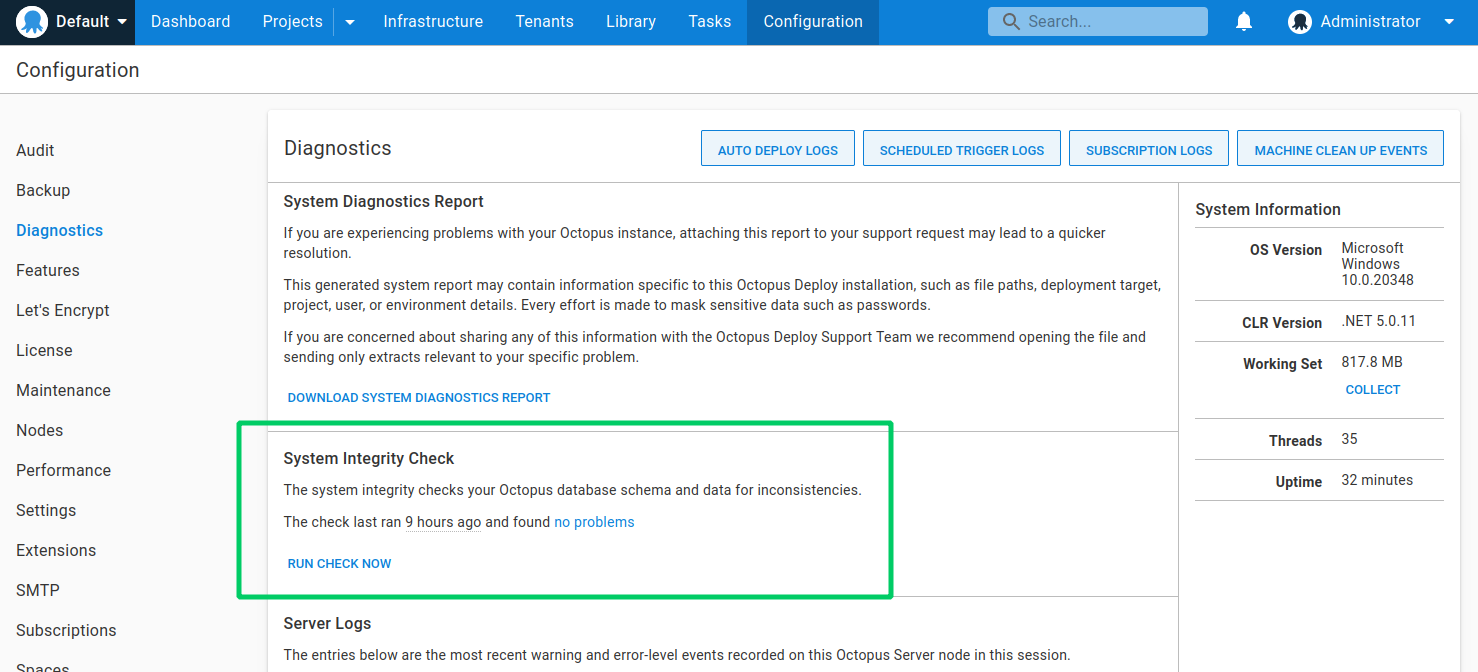 Default
Dashboard
Projects
Infrastructure
Tenants
Library
Tasks
Configuration
Search...
Administrator
Configuration
Audit
Backup
Diagnostics
Features
Let's Encrypt
License
Maintenance
Nodes
Performance
Settings
Extensions
SMTP
Subscriptions
Spaces
Diagnostics
AUTO DEPLOY LOGS
SCHEDULED TRIGGER LOGS
SUBSCRIPTION LOGS
MACHINE CLEAN UP EVENTS
System Diagnostics Report
If you are experiencing problems with your Octopus instance, attaching this report to your support request may lead to a quicker
resolution.
This generated system report may contain information specific to this Octopus Deploy installation, such as file paths, deployment target,
project, user, or environment details. Every effort is made to mask sensitive data such as passwords.
If you are concerned about sharing any of this information with the Octopus Deploy Support Team we recommend opening the file and
sending only extracts relevant to your specific problem.
DOWNLOAD SYSTEM DIAGNOSTICS REPORT
System Integrity Check
The system integrity checks your Octopus database schema and data for inconsistencies.
The check last ran 9 hours ago and found no problems
RUN CHECK NOW
Server Logs
The entries below are the most recent warning and error-level events recorded on this Octopus Server node in this session.
System Information
OS Version
Microsoft
Windows
10.0.20348
CLR Version
.NET 5.0.11
Working Set
817.8 MB
COLLECT
Threads
35
Uptime
32 minutes